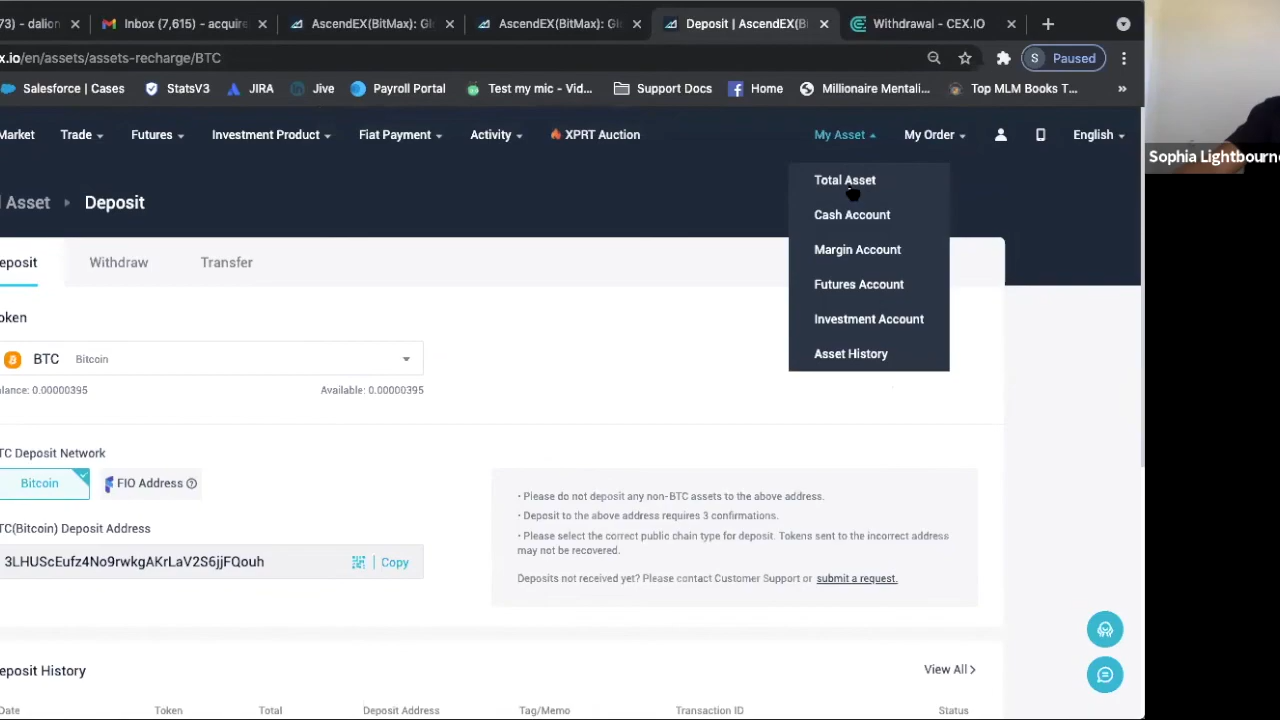 73) - dalion
Inbox (7,615) - acquire
AscendEX(BitMax): Gl
AscendEX(BitMax): Gl
Deposit | AscendEX(B
Withdrawal - CEX.IO
x.io/en/assets/assets-recharge/BTC
S Paused
Salesforce | Cases
StatsV3
JIRA
Jive
Payroll Portal
Test my mic - Vid...
Support Docs
Home
Millionaire Mentali...
Top MLM Books T...
»
Market
Trade
Futures
Investment Product
Fiat Payment
Activity
XPRT Auction
My Asset
My Order
English
Sophia Lightbourne
Total Asset
Cash Account
Margin Account
Futures Account
Investment Account
Asset History
l Asset
Deposit
eposit
Withdraw
Transfer
oken
BTC Bitcoin
lance: 0.00000395
Available: 0.00000395
TC Deposit Network
Bitcoin
FIO Address
• Please do not deposit any non-BTC assets to the above address.
• Deposit to the above address requires 3 confirmations.
• Please select the correct public chain type for deposit. Tokens sent to the incorrect address
may not be recovered.
Deposits not received yet? Please contact Customer Support or submit a request.
TC(Bitcoin) Deposit Address
3LHUScEufz4No9rwkgAKrLaV2S6jjFQouh
Copy
eposit History
View All >
Date
Token
Total
Deposit Address
Tag/Memo
Transaction ID
Status